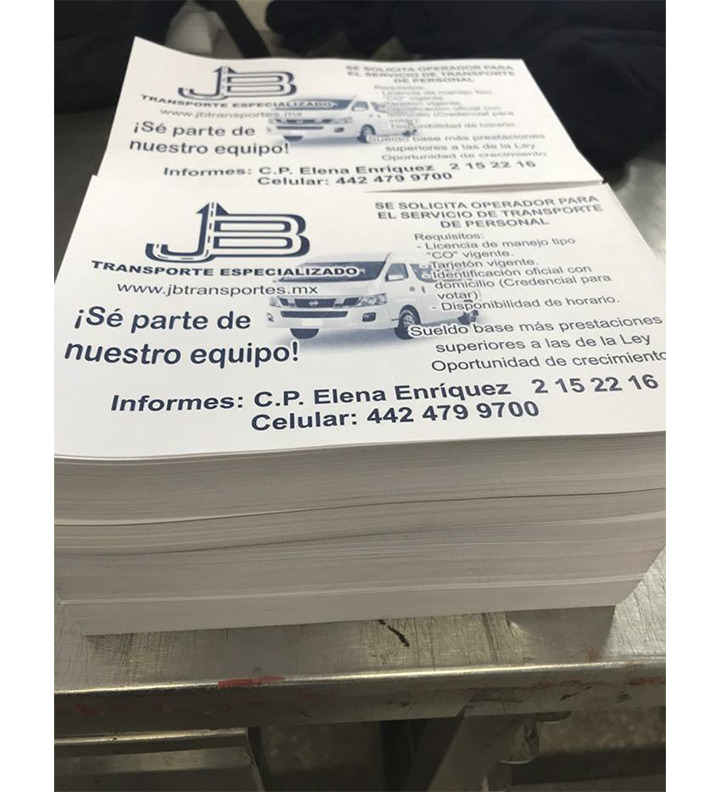 JB
TRANSPORTE ESPECIALIZADO
www.jbtransportes.mx
¡Sé parte de
nuestro equipo!
SE SOLICITA OPERADOR PARA
EL SERVICIO DE TRANSPORTE
DE PERSONAL
Requisitos:
- Licencia de manejo tipo
"CO" vigente.
- Tarjetón vigente.
- Identificación oficial con
domicilio (Credencial para
votar)
- Disponibilidad de horario.
Sueldo base más prestaciones
superiores a las de la Ley
Oportunidad de crecimiento
Informes: C.P. Elena Enriquez 2 15 22 16
Celular: 442 479 9700
JB
TRANSPORTE ESPECIALIZADO
www.jbtransportes.mx
¡Sé parte de
nuestro equipo!
SE SOLICITA OPERADOR PARA
EL SERVICIO DE TRANSPORTE
DE PERSONAL
Requisitos:
- Licencia de manejo tipo
"CO" vigente.
- Tarjetón vigente.
- Identificación oficial con
domicilio (Credencial para
votar)
- Disponibilidad de horario.
Sueldo base más prestaciones
superiores a las de la Ley
Oportunidad de crecimiento
Informes: C.P. Elena Enríquez 2 15 22 16
Celular: 442 479 9700